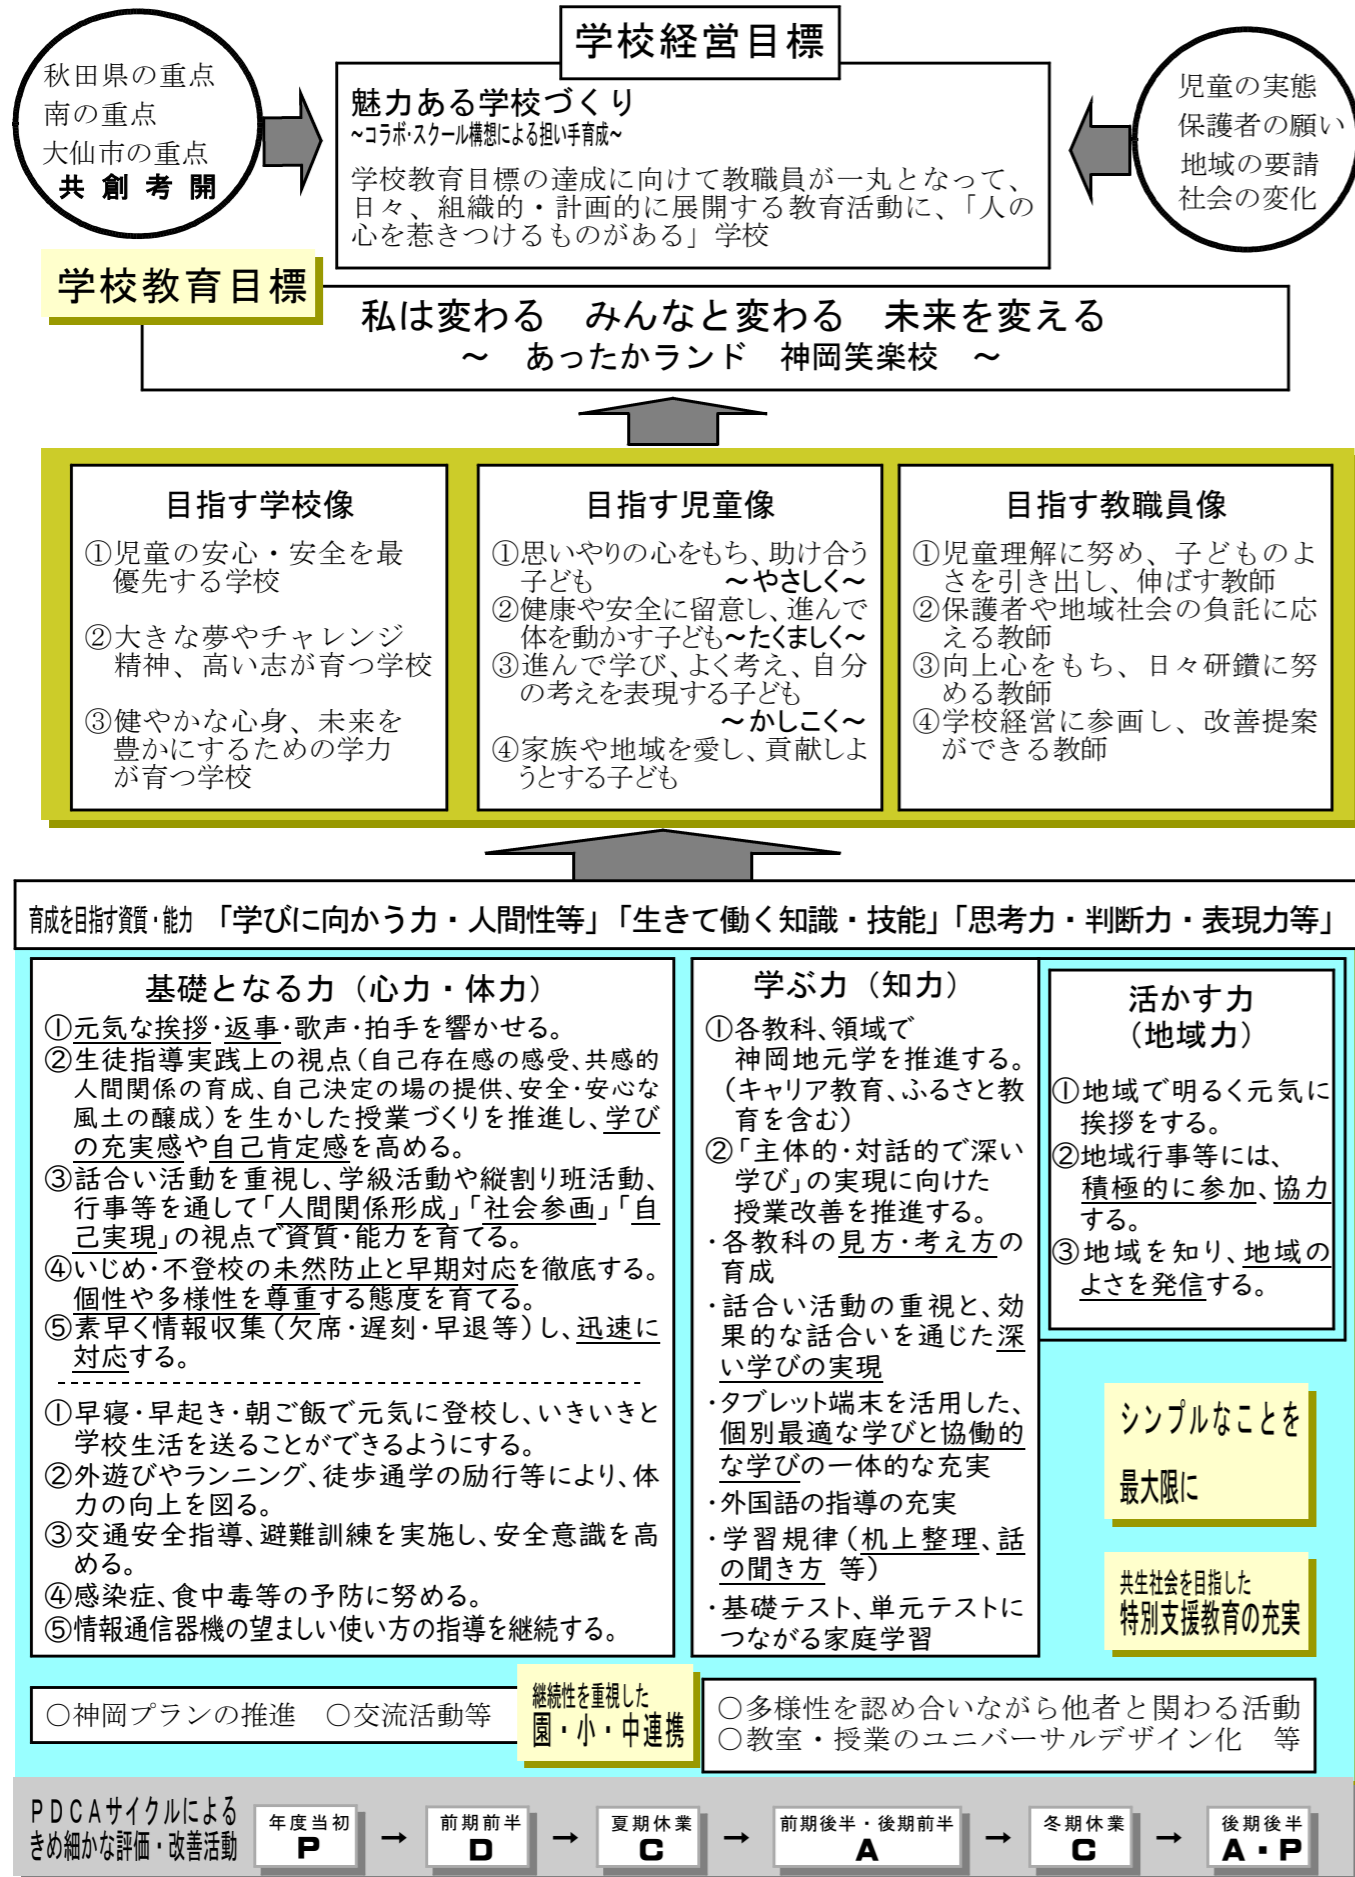 学校経営目標
秋田県の重点
南の重点
大仙市の重点
共創考開
魅力ある学校づくり
~コラボ・スクール構想による担い手育成~
学校教育目標の達成に向けて教職員が一丸となって、
日々、組織的・計画的に展開する教育活動に、「人の
心を惹きつけるものがある」学校
児童の実態
保護者の願い
地域の要請
社会の変化
学校教育目標
私は変わる　みんなと変わる　未来を変える
～　あったかランド　神岡笑楽校　～
目指す学校像
①児童の安心・安全を最
優先する学校
②大きな夢やチャレンジ
精神、高い志が育つ学校
③健やかな心身、未来を
豊かにするための学力
が育つ学校
目指す児童像
①思いやりの心をもち、助け合う
子ども　～やさしく～
②健康や安全に留意し、進んで
体を動かす子ども～たくましく～
③進んで学び、よく考え、自分
の考えを表現する子ども
～かしこく～
④家族や地域を愛し、貢献しよ
うとする子ども
目指す教職員像
①児童理解に努め、子どものよ
さを引き出し、伸ばす教師
②保護者や地域社会の負託に応
える教師
③向上心をもち、日々研鑽に努
める教師
④学校経営に参画し、改善提案
ができる教師
育成を目指す資質・能力　「学びに向かう力・人間性等」「生きて働く知識・技能」「思考力・判断力・表現力等」
基礎となる力（心力・体力）
①元気な挨拶・返事・歌声・拍手を響かせる。
②生徒指導実践上の視点（自己存在感の感受、共感的
人間関係の育成、自己決定の場の提供、安全・安心な
風土の醸成）を生かした授業づくりを推進し、学び
の充実感や自己肯定感を高める。
③話合い活動を重視し、学級活動や縦割り班活動、
行事等を通して「人間関係形成」「社会参画」「自
己実現」の視点で資質・能力を育てる。
④いじめ・不登校の未然防止と早期対応を徹底する。
個性や多様性を尊重する態度を育てる。
⑤素早く情報収集（欠席・遅刻・早退等）し、迅速に
対応する。
①早寝・早起き・朝ご飯で元気に登校し、いきいきと
学校生活を送ることができるようにする。
②外遊びやランニング、徒歩通学の励行等により、体
力の向上を図る。
③交通安全指導、避難訓練を実施し、安全意識を高
める。
④感染症、食中毒等の予防に努める。
⑤情報通信器機の望ましい使い方の指導を継続する。
学ぶ力（知力）
①各教科、領域で
神岡地元学を推進する。
（キャリア教育、ふるさと教
育を含む）
②「主体的・対話的で深い
学び」の実現に向けた
授業改善を推進する。
・各教科の見方・考え方の
育成
・話合い活動の重視と、効
果的な話合いを通じた深
い学びの実現
・タブレット端末を活用した、
個別最適な学びと協働的
な学びの一体的な充実
・外国語の指導の充実
・学習規律（机上整理、話
の聞き方　等）
・基礎テスト、単元テストに
つながる家庭学習
活かす力
（地域力）
①地域で明るく元気に
挨拶をする。
②地域行事等には、
積極的に参加、協力
する。
③地域を知り、地域の
よさを発信する。
シンプルなことを
最大限に
共生社会を目指した
特別支援教育の充実
○神岡プランの推進　○交流活動等
継続性を重視した
園・小・中連携
○多様性を認め合いながら他者と関わる活動
○教室・授業のユニバーサルデザイン化　等
ＰＤＣＡサイクルによる
きめ細かな評価・改善活動
年度当初
P
→
前期前半
D
→
夏期休業
C
→
前期後半・後期前半
A
→
冬期休業
C
→
後期後半
A・P